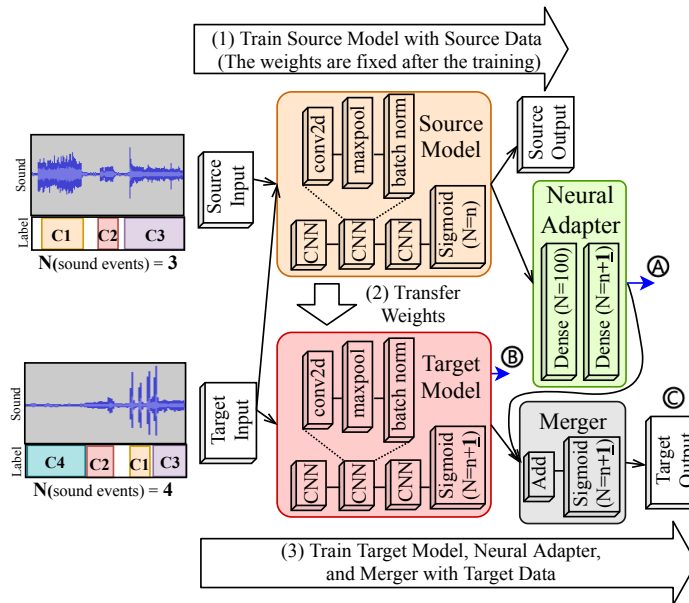 (1) Train Source Model with Source Data
(The weights are fixed after the training)
Sound
Label
C1
C2
C3
N(sound events) = 3
Source
Input
conv2d
maxpool
batch norm
Source
Model
CNN
CNN
CNN
Sigmoid
(N=n)
Source
Output
Neural
Adapter
Dense (N=100)
Dense (N=n+1)
A
(2) Transfer
Weights
Sound
Label
C4
C2
C1
C3
N(sound events) = 4
Target
Input
conv2d
maxpool
batch norm
Target
Model
B
CNN
CNN
CNN
Sigmoid
(N=n+1)
Merger
Add
Sigmoid
(N=n+1)
C
Target
Output
(3) Train Target Model, Neural Adapter,
and Merger with Target Data